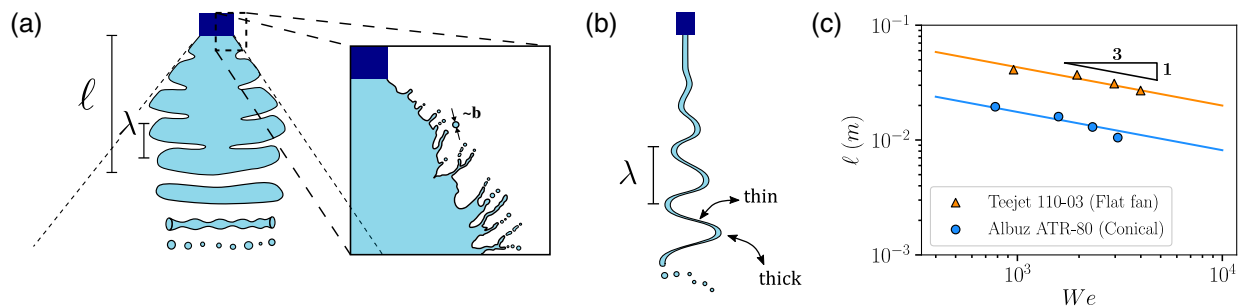 (a)
ℓ
λ
~b
(b)
λ
thin
thick
(c)
10⁻¹
10⁻²
10⁻³
ℓ (m)
3
1
Teejet 110-03 (Flat fan)
Albuz ATR-80 (Conical)
10³
10⁴
We